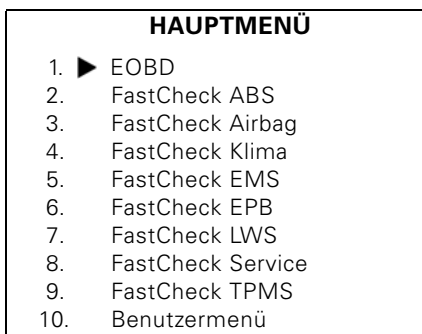 HAUPTMENÜ
1. ▶ EOBD
2. FastCheck ABS
3. FastCheck Airbag
4. FastCheck Klima
5. FastCheck EMS
6. FastCheck EPB
7. FastCheck LWS
8. FastCheck Service
9. FastCheck TPMS
10. Benutzermenü